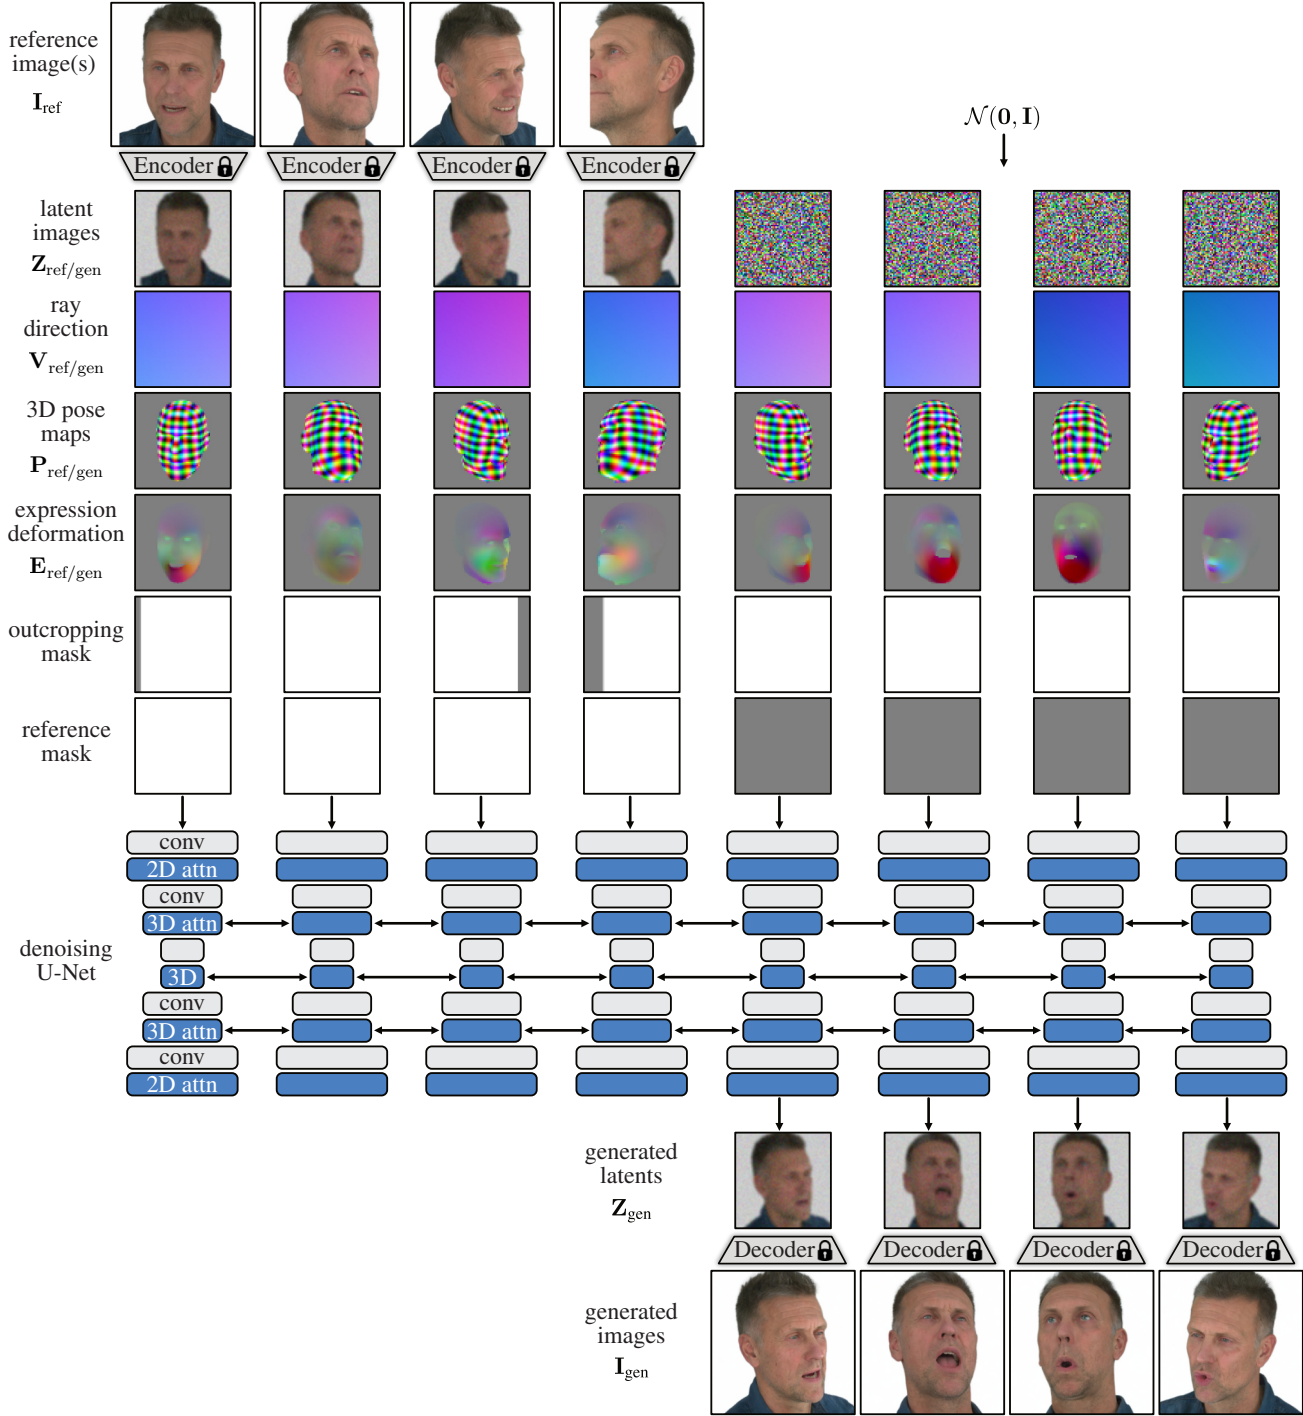 reference
image(s)
I_ref
N(0, I)
Encoder Encoder Encoder Encoder
latent
images
Z_ref/gen
ray
direction
V_ref/gen
3D pose
maps
P_ref/gen
expression
deformation
E_ref/gen
outcropping
mask
reference
mask
conv
2D attn
conv
3D attn
denoising
U-Net
3D
conv
3D attn
conv
2D attn
generated
latents
Z_gen
Decoder Decoder Decoder Decoder
generated
images
I_gen